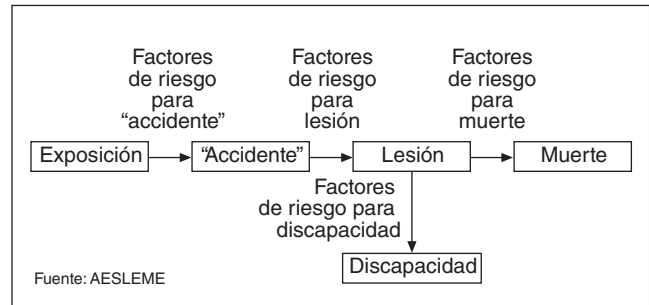 Factores
de riesgo
para
"accidente"
Factores
de riesgo
para
lesión
Factores
de riesgo
para
muerte
Exposición
"Accidente"
Lesión
Muerte
Factores
de riesgo para
discapacidad
Discapacidad
Fuente: AESLEME